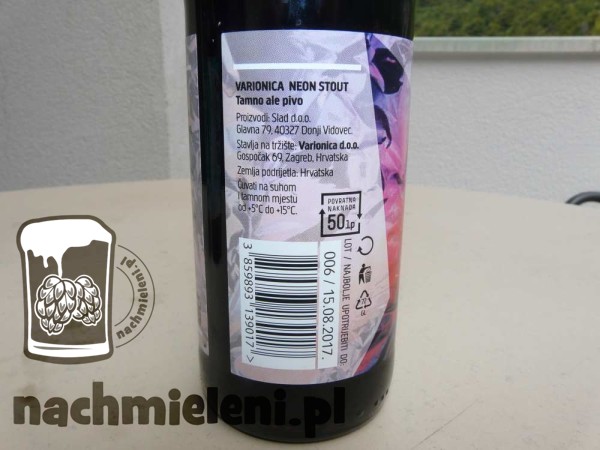 VARIONICA NEON STOUT
Tamno ale pivo
Proizvodi: Slad d.o.o.
Glavna 79, 40327 Donji Vidovec.
Stavlja na tržište: Varionica d.o.o.
Gospočak 69, Zagreb, Hrvatska
Zemlja podrijetla: Hrvatska
Čuvati na suhom
i tamnom mjestu
od +5°C do +15°C.
POVRATNA
NAKNADA
50lp
3 859893 139017>
006 / 15.08.2017.
LOT / NAJBOLJE UPOTRIJEBITI DO:
nachmieleni.pl
nachmieleni.pl